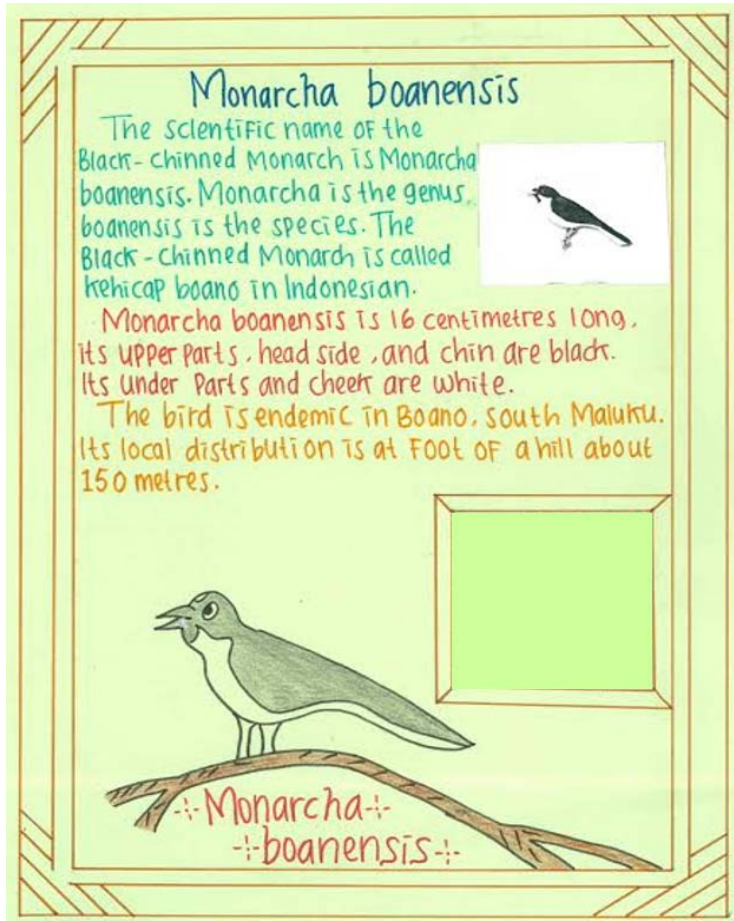 Monarcha boanensis
The scientific name of the
Black-chinned Monarch is Monarcha
boanensis. Monarcha is the genus,
boanensis is the species. The
Black-chinned Monarch is called
kehicap boano in Indonesian.
Monarcha boanensis is 16 centimetres long,
its upper parts, head side, and chin are black.
Its under parts and cheek are white.
The bird is endemic in Boano, south Maluku.
Its local distribution is at foot of a hill about
150 metres.
-:-Monarcha-:-
-:-boanensis-:-